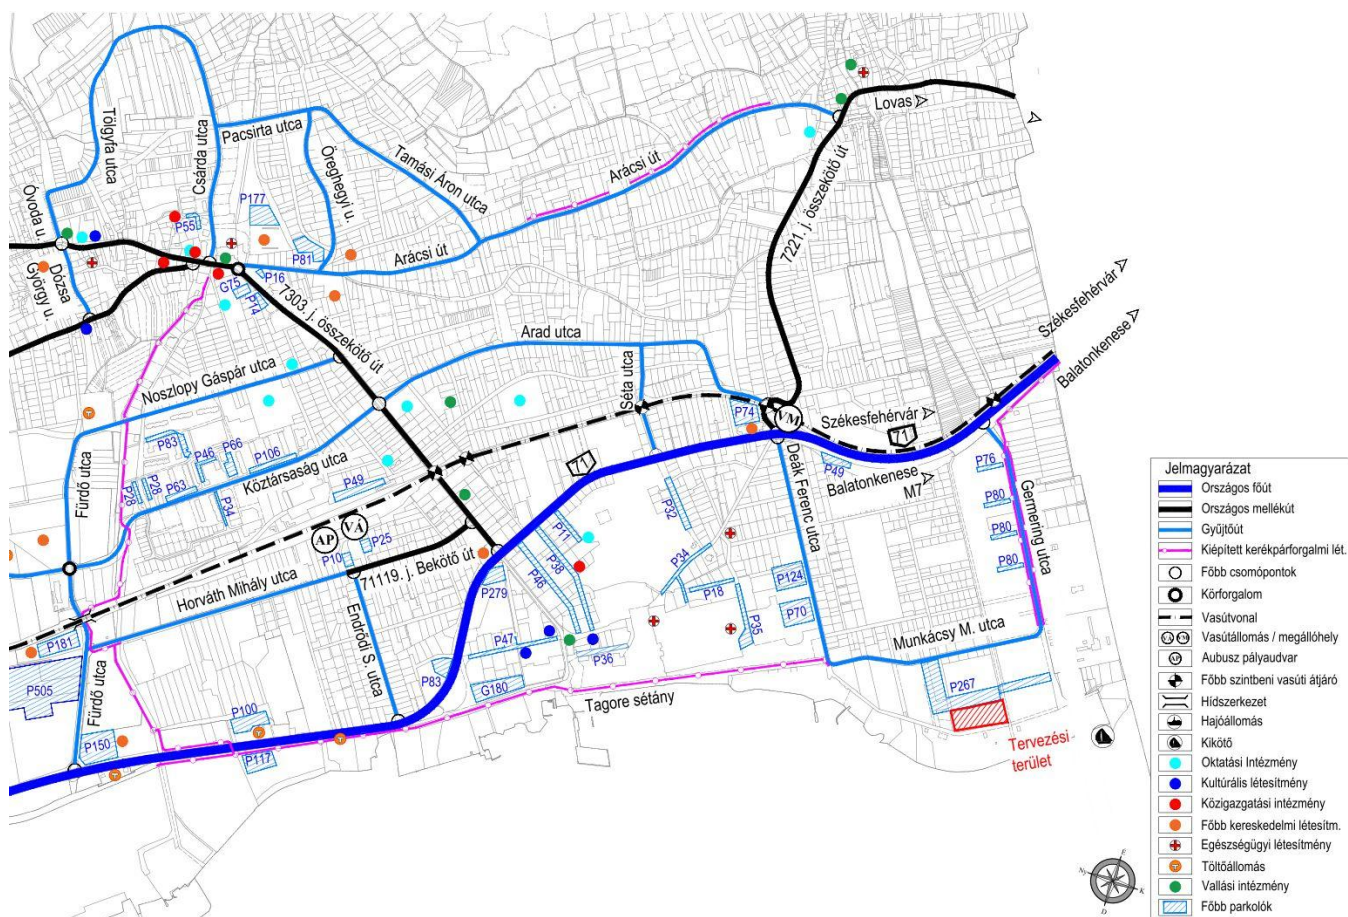 Lovas
Tölgyfa utca
Csárda utca
Pacsirta utca
Öreghegyi u.
Tamási Áron utca
Arácsi út
7221. j. összekötő út
Óvoda u.
P177
P55
P81
Arácsi út
Dózsa
György u.
P16
G75
P14
7303. j. összekötő út
Székesfehérvár
Balatonkenese
Arad utca
Noszlopy Gáspár utca
Séta utca
P74
VM
Székesfehérvár
71
P83
P46
P66
P106
Köztársaság utca
P28
P28
P63
P34
P49
71
P49
Balatonkenese
M7
P76
Fürdő utca
Deák Ferenc utca
P32
P80
P80
P80
Germering utca
AP
VÁ
P10
P25
P11
P38
P46
P34
P18
P35
P124
P70
Horváth Mihály utca
71119. j. Bekötő út
P279
Endrődi S. utca
P47
P36
Munkácsy M. utca
P181
P505
Fürdő utca
P83
G180
Tagore sétány
P267
P100
P150
P117
Tervezési
terület
Jelmagyarázat
Országos főút
Országos mellékút
Gyűjtőút
Kiépített kerékpárforgalmi lét.
Főbb csomópontok
Körforgalom
Vasútvonal
VÁ VM Vasútállomás / megállóhely
AP Aubusz pályaudvar
Főbb szintbeni vasúti átjáró
Hídszerkezet
Hajóállomás
Kikötő
Oktatási Intézmény
Kultúrális létesítmény
Közigazgatási intézmény
Főbb kereskedelmi létesítm.
Egészségügyi létesítmény
Töltőállomás
Vallási intézmény
Főbb parkolók
É
K
D
Ny